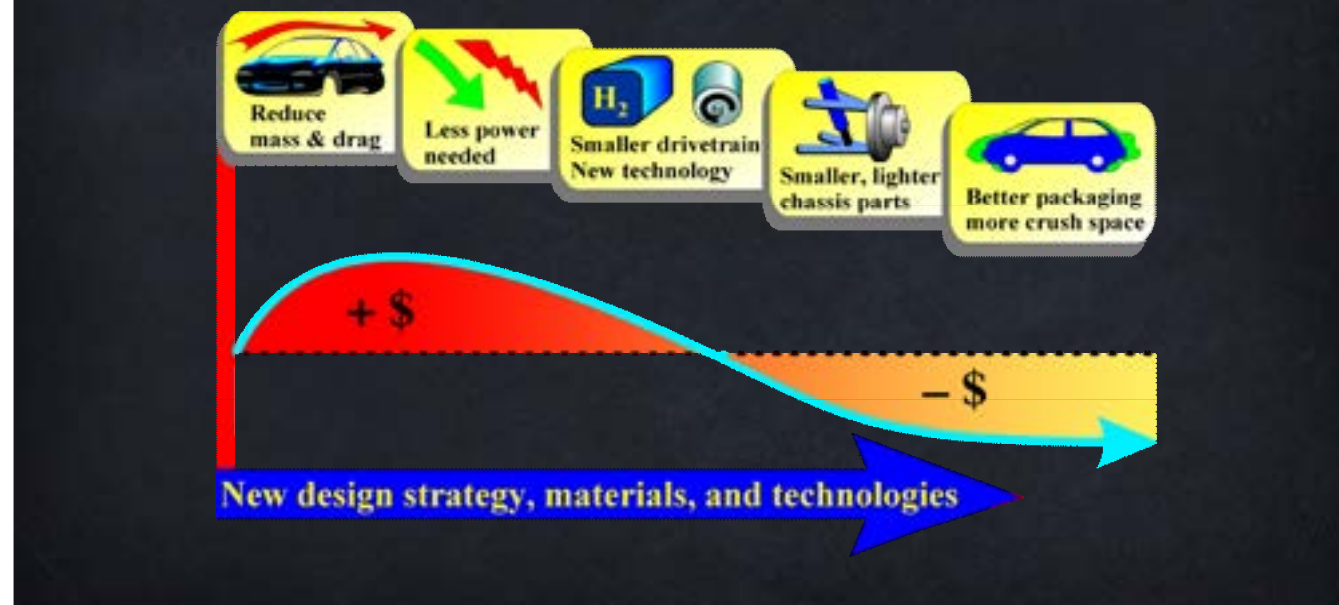 Reduce
mass & drag
Less power
needed
H2
Smaller drivetrain
New technology
Smaller, lighter
chassis parts
Better packaging
more crush space
+ $
– $
New design strategy, materials, and technologies